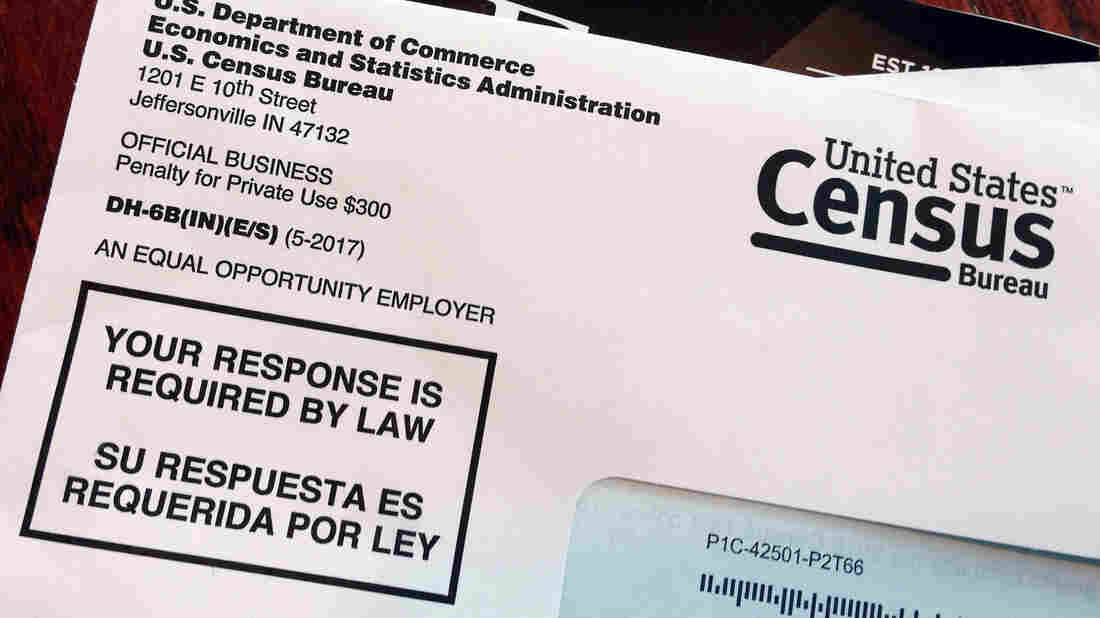 U.S. Department of Commerce
Economics and Statistics Administration
U.S. Census Bureau
1201 E 10th Street
Jeffersonville IN 47132
OFFICIAL BUSINESS
Penalty for Private Use $300
DH-6B(IN)(E/S) (5-2017)
AN EQUAL OPPORTUNITY EMPLOYER
YOUR RESPONSE IS
REQUIRED BY LAW
SU RESPUESTA ES
REQUERIDA POR LEY
EST
United States™
Census
Bureau
P1C-42501-P2T66